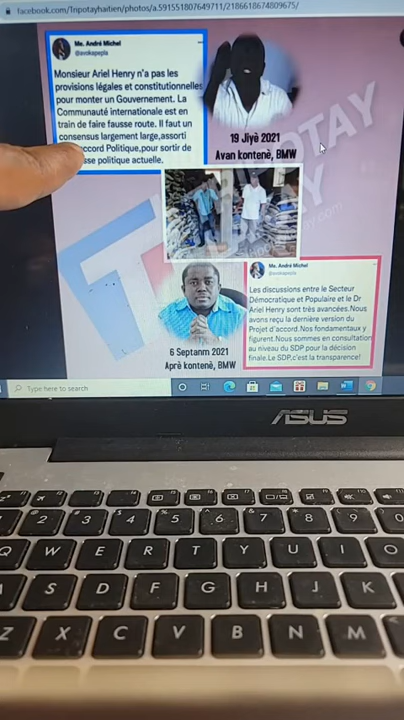 facebook.com/Tripotayhaitien/photos/a.591551807649711/2186618674809675/
Me. André Michel
@avokapepla
Monsieur Ariel Henry n'a pas les
provisions légales et constitutionnelles
pour monter un Gouvernement. La
Communauté internationale est en
train de faire fausse route. Il faut un
consensus largement large,assorti
accord Politique,pour sortir de
sse politique actuelle.
19 Jiyè 2021
Avan kontenè, BMW
TRIPOTAY
Me. André Michel
@avokapepla
Les discussions entre le Secteur
Démocratique et Populaire et le Dr
Ariel Henry sont très avancées.Nous
avons reçu la dernière version du
Projet d'accord.Nos fondamentaux y
figurent.Nous sommes en consultation
au niveau du SDP pour la décision
finale.Le SDP,c'est la transparence!
6 Septanm 2021
Aprè kontenè, BMW
Type here to search
ASUS
2 3 4 5 6 7 8 9 0
Q W E R T Y U I O
S D F G H J K
Z X C V B N M